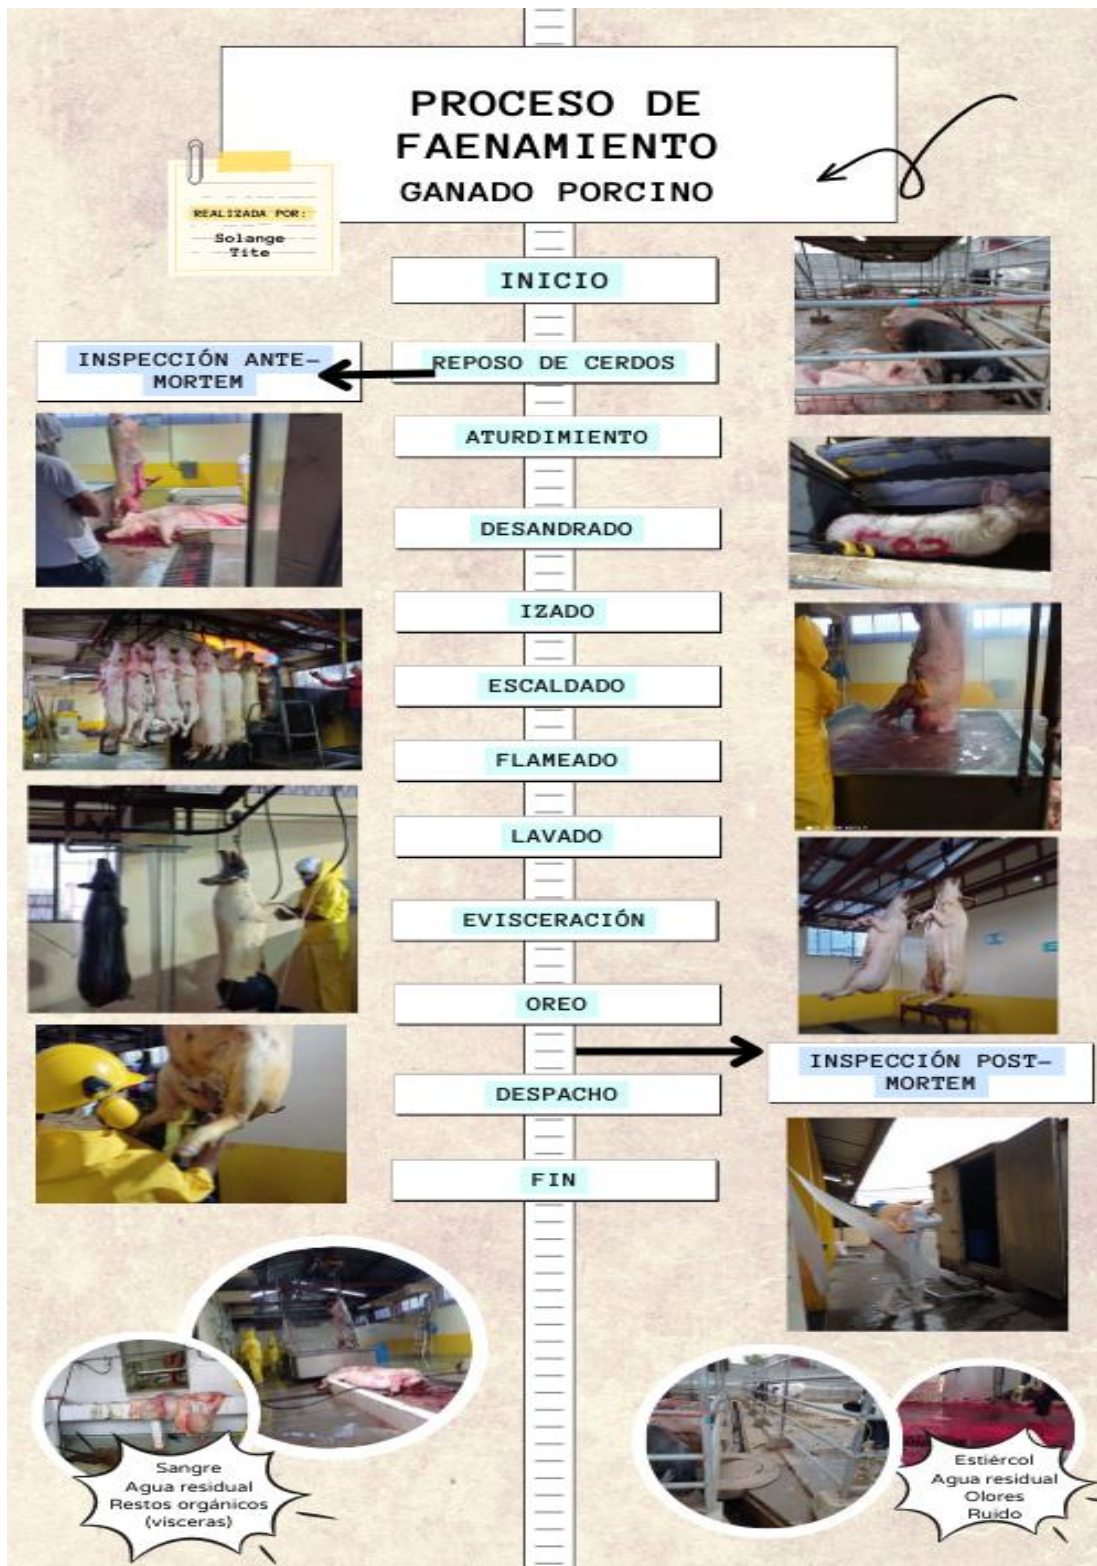 PROCESO DE
FAENAMIENTO
GANADO PORCINO
REALIZADA POR:
Solange
Tite
INICIO
INSPECCIÓN ANTE-
MORTEM
REPOSO DE CERDOS
ATURDIMIENTO
DESANDRADO
IZADO
ESCALDADO
FLAMEADO
LAVADO
EVISCERACIÓN
OREO
INSPECCIÓN POST-
MORTEM
DESPACHO
FIN
Sangre
Agua residual
Restos orgánicos
(visceras)
Estiércol
Agua residual
Olores
Ruido